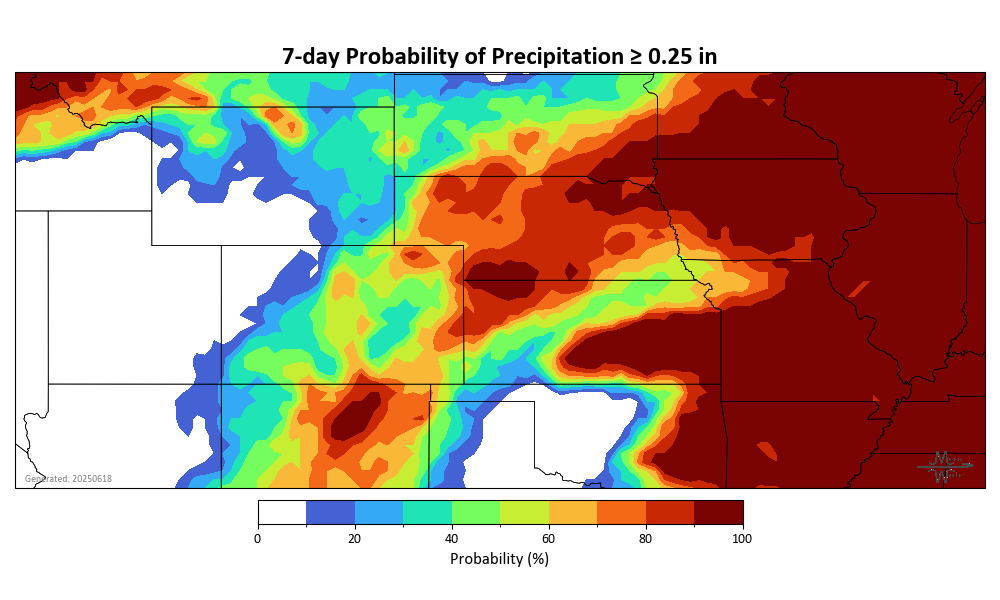 7-day Probability of Precipitation ≥ 0.25 in
Generated: 20250618
0 20 40 60 80 100
Probability (%)